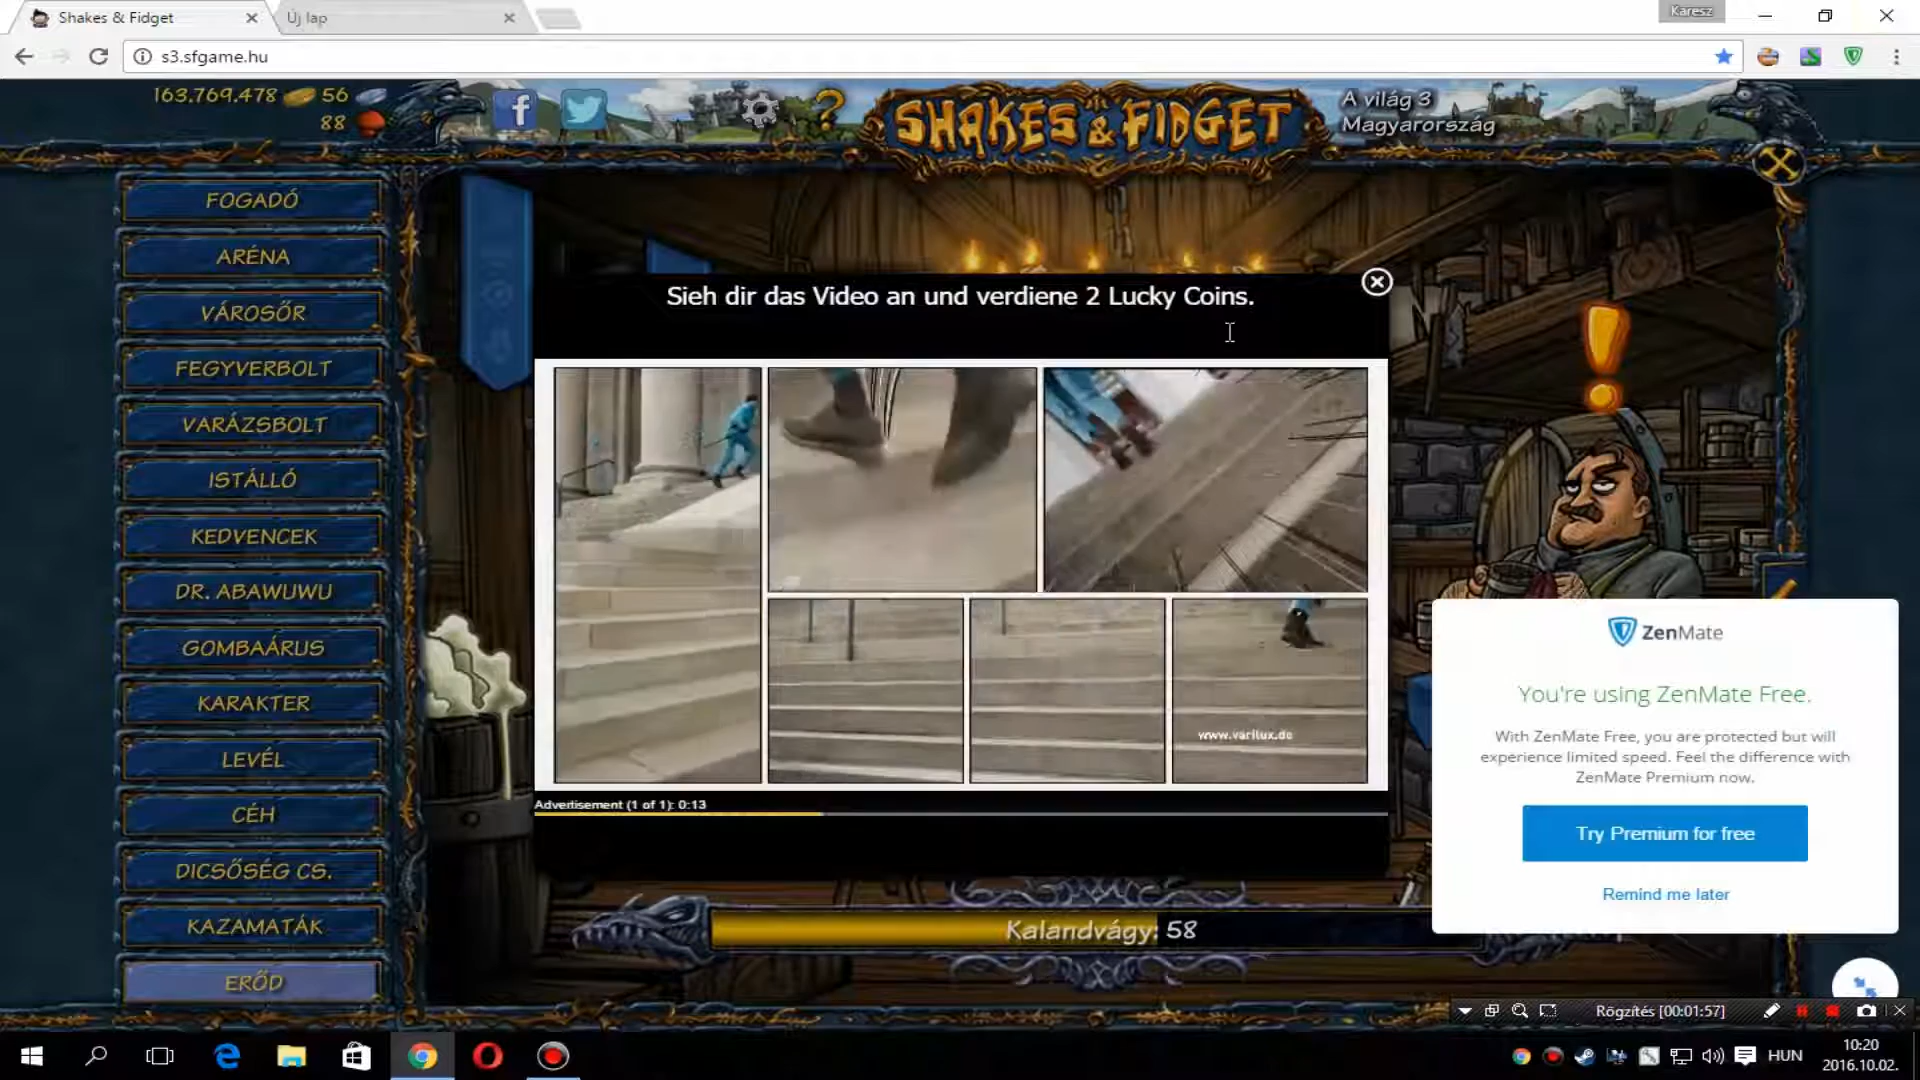 Shakes & Fidget
Új lap
Karesz
s3.sfgame.hu
163.769.478 56
88
f
?
SHAKES & FIDGET
A világ 3
Magyarország
FOGADÓ
ARÉNA
VÁROSŐR
FEGYVERBOLT
VARÁZSBOLT
ISTÁLLÓ
KEDVENCEK
DR. ABAWUWU
GOMBAÁRUS
KARAKTER
LEVÉL
CÉH
DICSŐSÉG CS.
KAZAMATÁK
ERŐD
Sieh dir das Video an und verdiene 2 Lucky Coins.
www.varilux.de
Advertisement (1 of 1): 0:13
Kalandvágy: 58
ZenMate
You're using ZenMate Free.
With ZenMate Free, you are protected but will
experience limited speed. Feel the difference with
ZenMate Premium now.
Try Premium for free
Remind me later
Rögzítés [00:01:57]
HUN
10:20
2016.10.02.